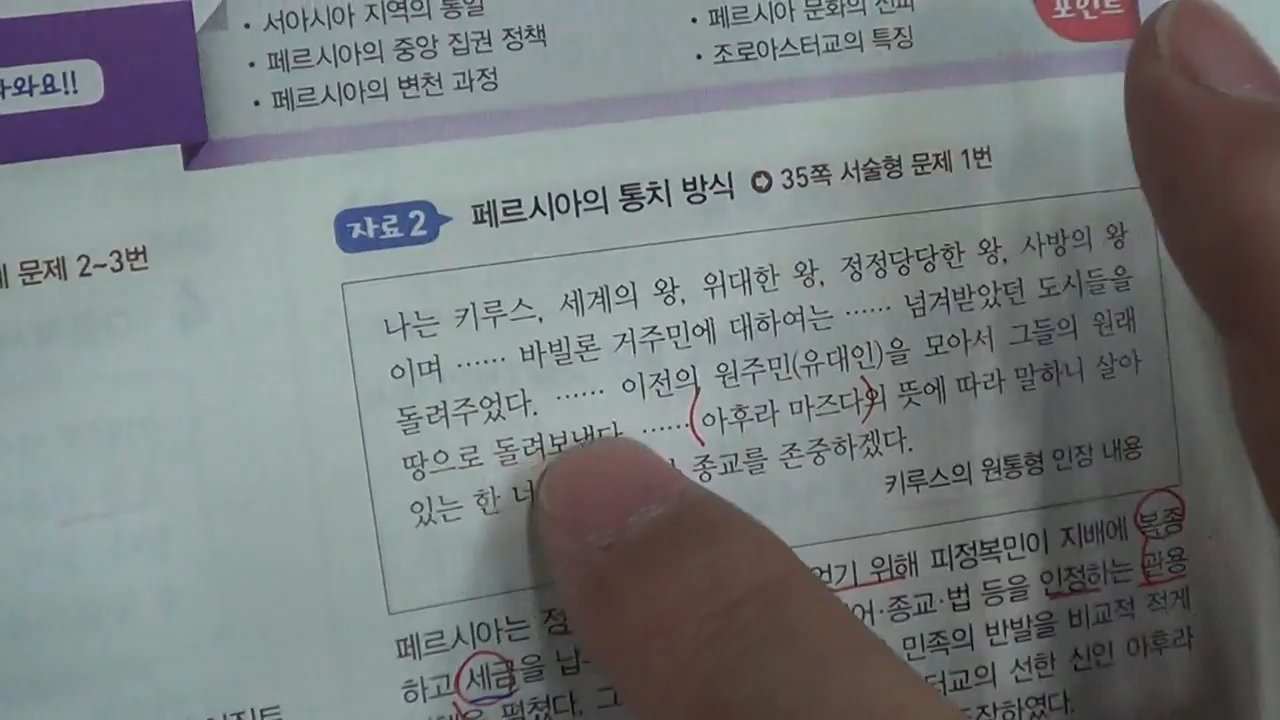 서아시아 지역의 통일
페르시아의 중앙 집권 정책
페르시아의 변천 과정
페르시아 문화의
조로아스터교의 특징
포인트
와요!!
문제 2~3번
자료2 페르시아의 통치 방식 35쪽 서술형 문제 1번
나는 키루스, 세계의 왕, 위대한 왕, 정정당당한 왕, 사방의 왕
이며 …… 바빌론 거주민에 대하여는 …… 넘겨받았던 도시들을
돌려주었다. …… 이전의 원주민(유대인)을 모아서 그들의 원래
땅으로 돌려보냈다. …… 아후라 마즈다의 뜻에 따라 말하니 살아
있는 한 너 종교를 존중하겠다.
키루스의 원통형 인장 내용
페르시아는 정 위해 피정복민이 지배에 복종
하고 세금을 납 종교·법 등을 인정하는 관용
펼쳤다. 그 민족의 반발을 비교적 적게
선한 신인 아후라